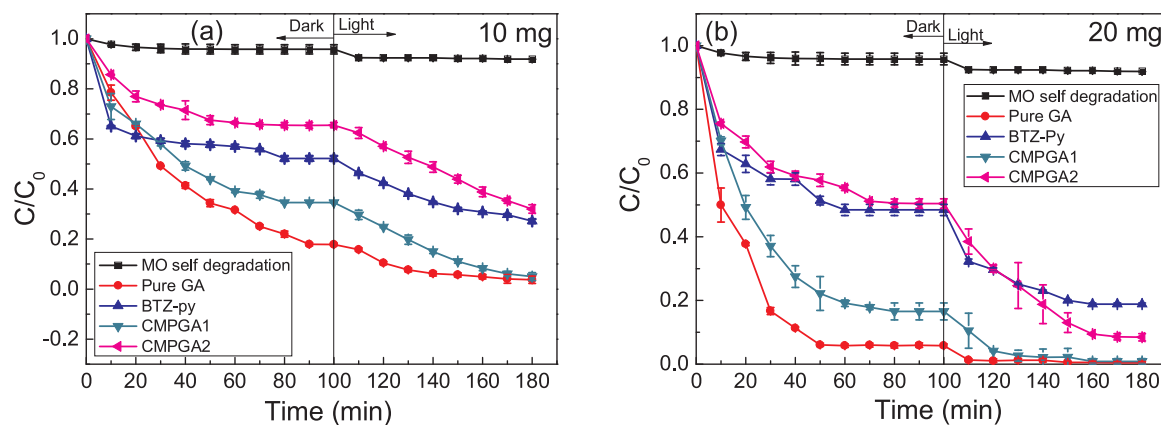 (a)
Dark
Light
10 mg
C/C0
1.0
0.8
0.6
0.4
0.2
0.0
-0.2
MO self degradation
Pure GA
BTZ-py
CMPGA1
CMPGA2
0 20 40 60 80 100 120 140 160 180
Time (min)
(b)
Dark
Light
20 mg
C/C0
1.0
0.8
0.6
0.4
0.2
0.0
MO self degradation
Pure GA
BTZ-Py
CMPGA1
CMPGA2
0 20 40 60 80 100 120 140 160 180
Time (min)